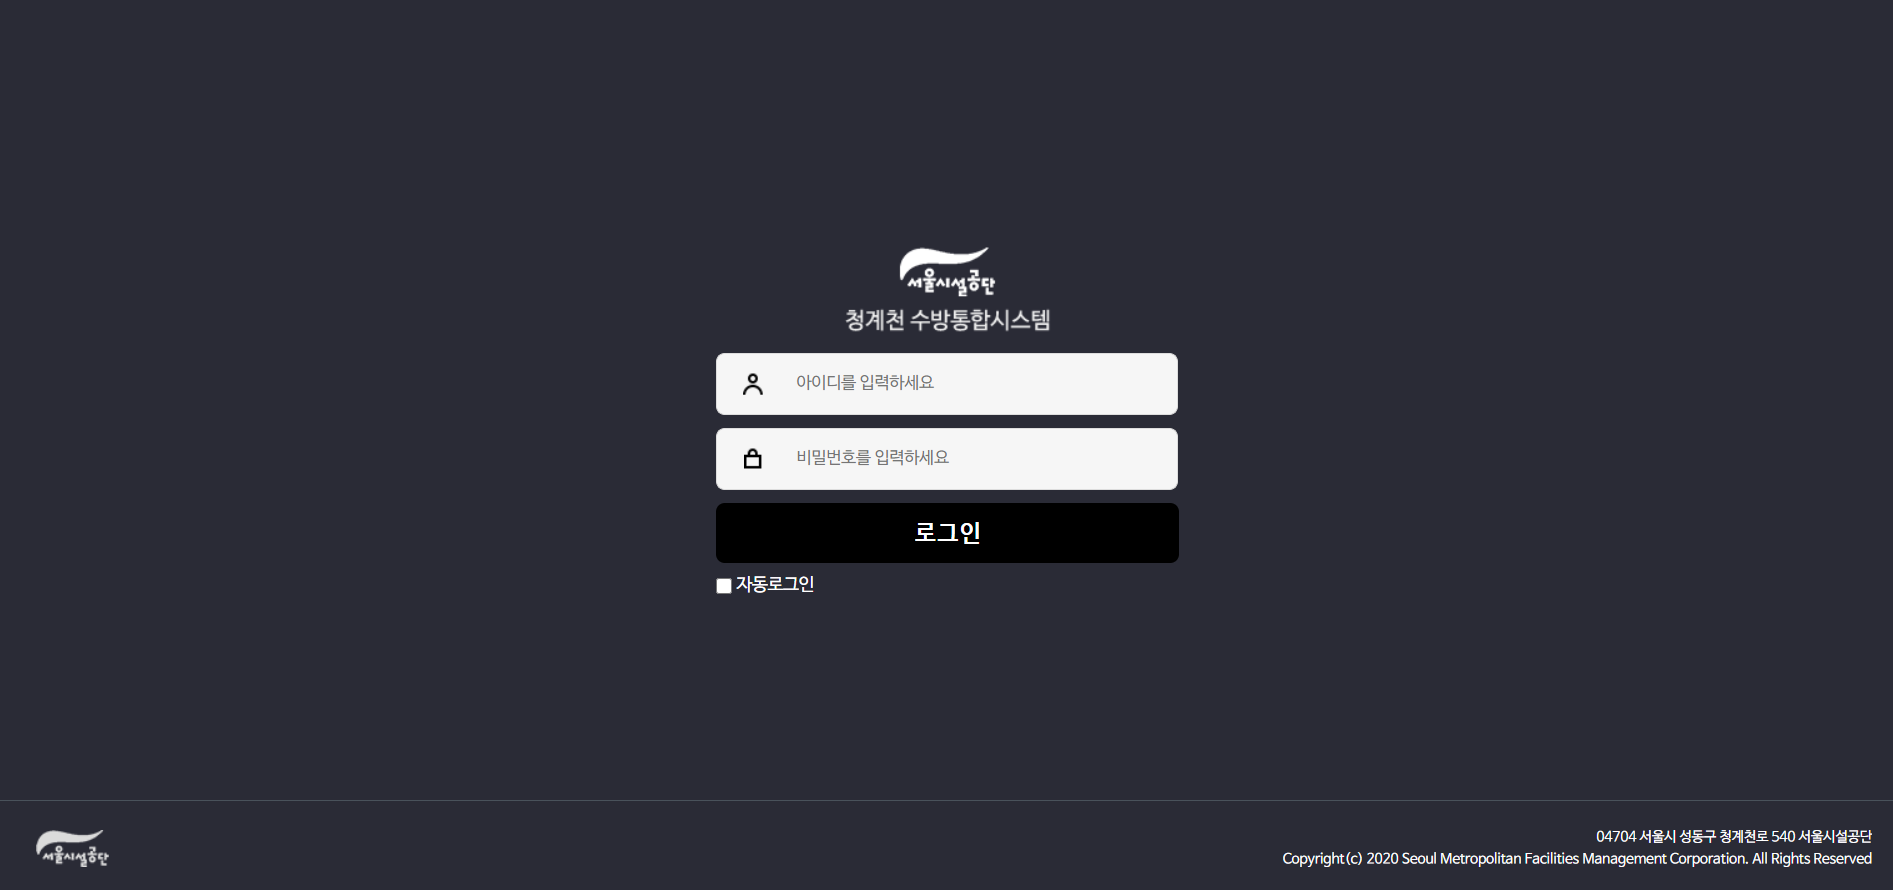 서울시설공단
청계천 수방통합시스템
아이디를 입력하세요
비밀번호를 입력하세요
로그인
자동로그인
서울시설공단
04704 서울시 성동구 청계천로 540 서울시설공단
Copyright(c) 2020 Seoul Metropolitan Facilities Management Corporation. All Rights Reserved